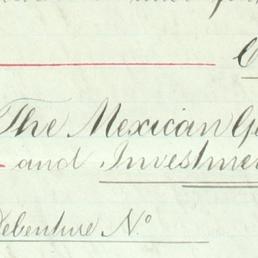 The Mexican
and Investmen
Debenture No